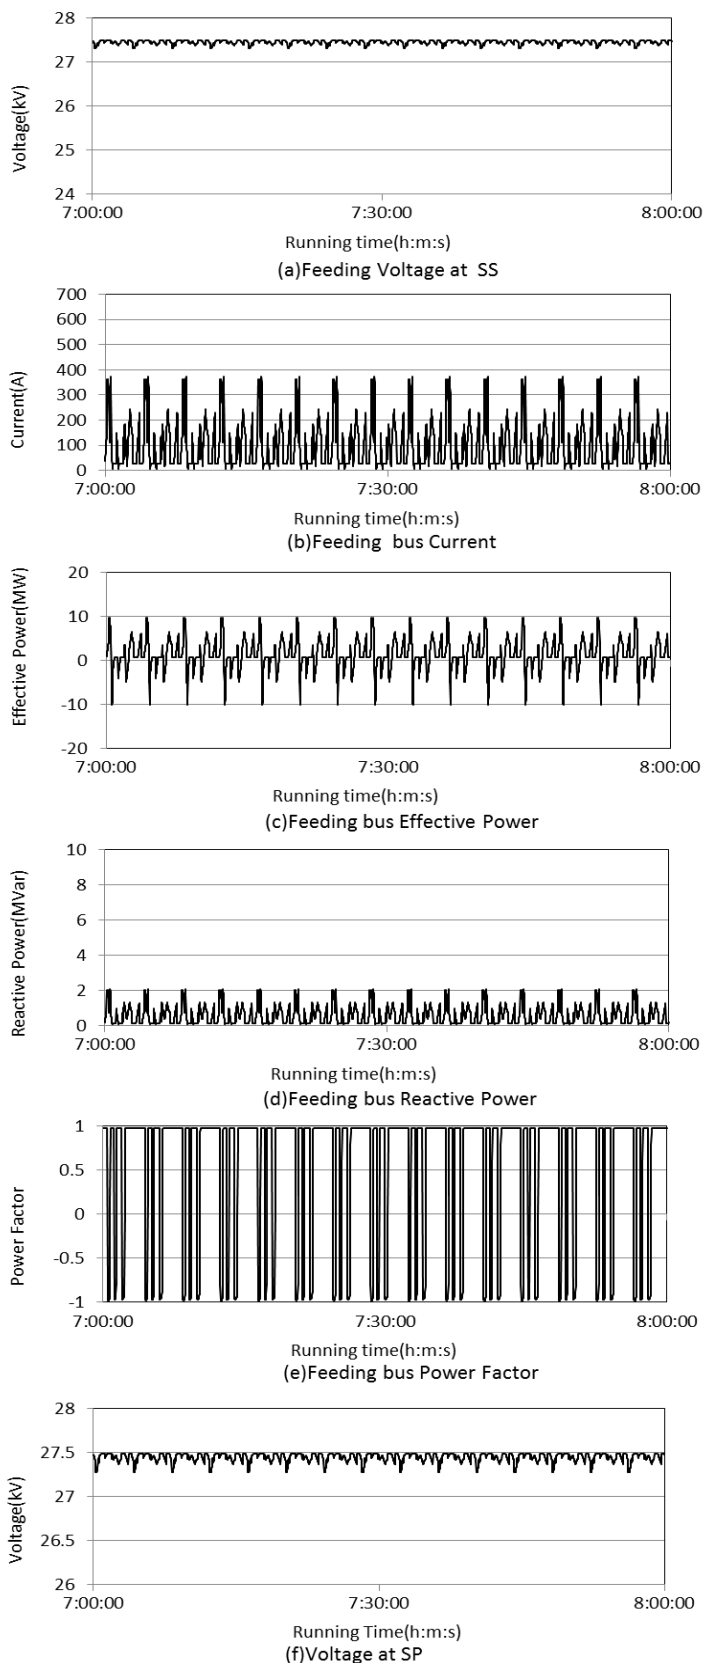 28
27
26
25
24
Voltage(kV)
7:00:00 7:30:00 8:00:00
Running time(h:m:s)
(a)Feeding Voltage at SS
700
600
500
400
300
200
100
0
Current(A)
7:00:00 7:30:00 8:00:00
Running time(h:m:s)
(b)Feeding bus Current
20
10
0
-10
-20
Effective Power(MW)
7:00:00 7:30:00 8:00:00
Running time(h:m:s)
(c)Feeding bus Effective Power
10
8
6
4
2
0
Reactive Power(MVar)
7:00:00 7:30:00 8:00:00
Running time(h:m:s)
(d)Feeding bus Reactive Power
1
0.5
0
-0.5
-1
Power Factor
7:00:00 7:30:00 8:00:00
Running time(h:m:s)
(e)Feeding bus Power Factor
28
27.5
27
26.5
26
Voltage(kV)
7:00:00 7:30:00 8:00:00
Running Time(h:m:s)
(f)Voltage at SP